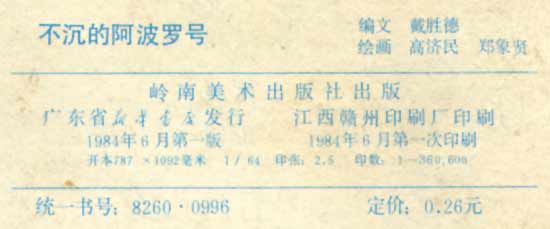 不沉的阿波罗号
编文 戴胜德
绘画 高济民 郑象贤
岭南美术出版社出版
广东省新华书店发行 江西赣州印刷厂印刷
1984年6月第一版 1984年6月第一次印刷
开本787×1092毫米 1/64 印张:2.5 印数:1—360,600
统一书号:8260·0996 定价:0.26元